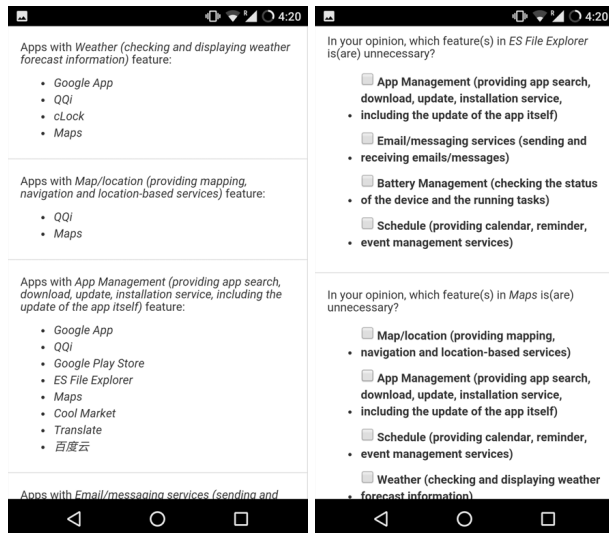 4:20
Apps with Weather (checking and displaying weather
forecast information) feature:
• Google App
• QQi
• cLock
• Maps
Apps with Map/location (providing mapping,
navigation and location-based services) feature:
• QQi
• Maps
Apps with App Management (providing app search,
download, update, installation service, including the
update of the app itself) feature:
• Google App
• QQi
• Google Play Store
• ES File Explorer
• Maps
• Cool Market
• Translate
• 百度云
Apps with Email/messaging services (sending and
R 4:20
In your opinion, which feature(s) in ES File Explorer
is(are) unnecessary?
App Management (providing app search,
download, update, installation service,
• including the update of the app itself)
Email/messaging services (sending and
• receiving emails/messages)
Battery Management (checking the status
• of the device and the running tasks)
Schedule (providing calendar, reminder,
• event management services)
In your opinion, which feature(s) in Maps is(are)
unnecessary?
Map/location (providing mapping,
• navigation and location-based services)
App Management (providing app search,
download, update, installation service,
• including the update of the app itself)
Schedule (providing calendar, reminder,
• event management services)
Weather (checking and displaying weather
• forecast information)